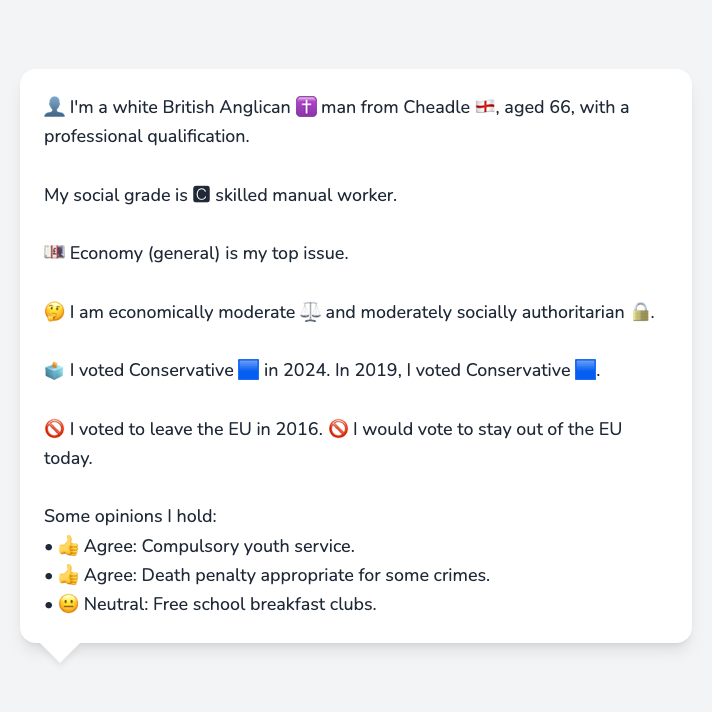 👤 I'm a white British Anglican ✝️ man from Cheadle 🏴󠁧󠁢󠁥󠁮󠁧󠁿, aged 66, with a
professional qualification.
My social grade is 🅲 skilled manual worker.
💷 Economy (general) is my top issue.
🤔 I am economically moderate ⚖️ and moderately socially authoritarian 🔒.
🗳️ I voted Conservative 🟦 in 2024. In 2019, I voted Conservative 🟦.
🚫 I voted to leave the EU in 2016. 🚫 I would vote to stay out of the EU
today.
Some opinions I hold:
• 👍 Agree: Compulsory youth service.
• 👍 Agree: Death penalty appropriate for some crimes.
• 😐 Neutral: Free school breakfast clubs.